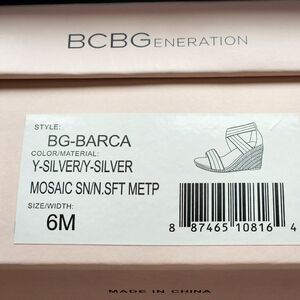 BCBGENERATION
STYLE:
BG-BARCA
COLOR/MATERIAL:
Y-SILVER/Y-SILVER
MOSAIC SN/N.SFT METP
SIZE/WIDTH:
6M
8 87465 10816 4
MADE IN CHINA